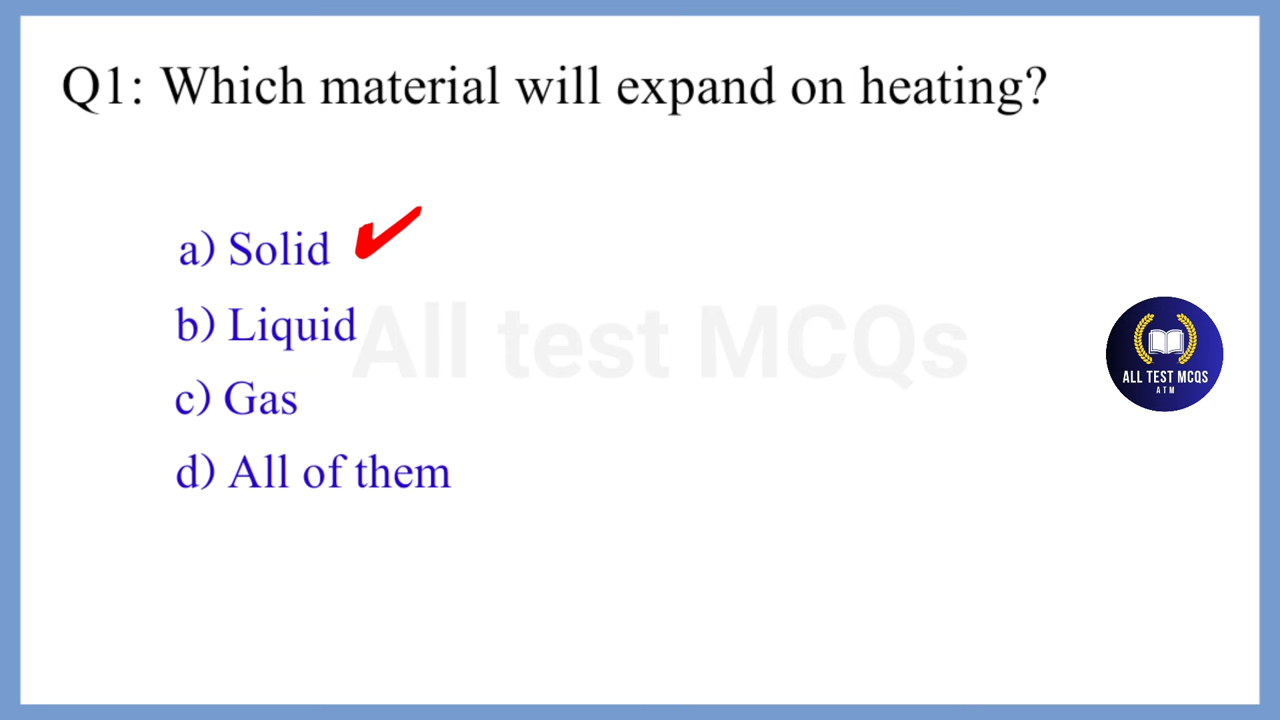 Q1: Which material will expand on heating?
a) Solid
b) Liquid
All test MCQs
c) Gas
d) All of them
ALL TEST MCQS
ATM